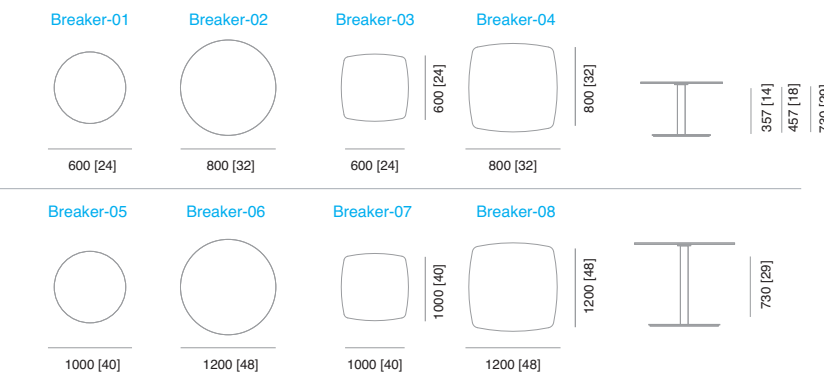 Breaker-01 Breaker-02 Breaker-03 Breaker-04
600 [24] 800 [32] 357 [14] 457 [18] 730 [29]
600 [24] 800 [32] 600 [24] 800 [32]
Breaker-05 Breaker-06 Breaker-07 Breaker-08
1000 [40] 1200 [48] 730 [29]
1000 [40] 1200 [48] 1000 [40] 1200 [48]